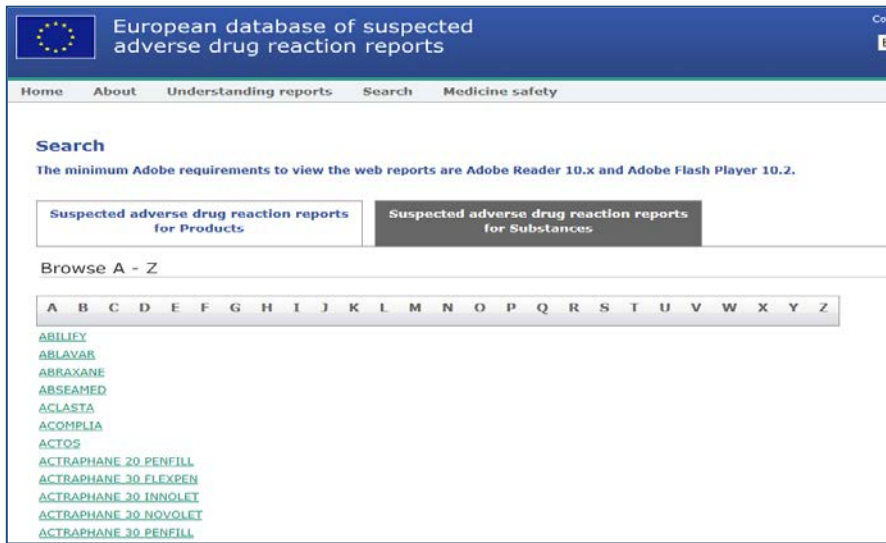 European database of suspected
adverse drug reaction reports
Co
Home About Understanding reports Search Medicine safety
Search
The minimum Adobe requirements to view the web reports are Adobe Reader 10.x and Adobe Flash Player 10.2.
Suspected adverse drug reaction reports
for Products
Suspected adverse drug reaction reports
for Substances
Browse A - Z
A B C D E F G H I J K L M N O P Q R S T U V W X Y Z
ABILIFY
ABLAVAR
ABRAXANE
ABSEAMED
ACLASTA
ACOMPLIA
ACTOS
ACTRAPHANE 20 PENFILL
ACTRAPHANE 30 FLEXPEN
ACTRAPHANE 30 INNOLET
ACTRAPHANE 30 NOVOLET
ACTRAPHANE 30 PENFILL